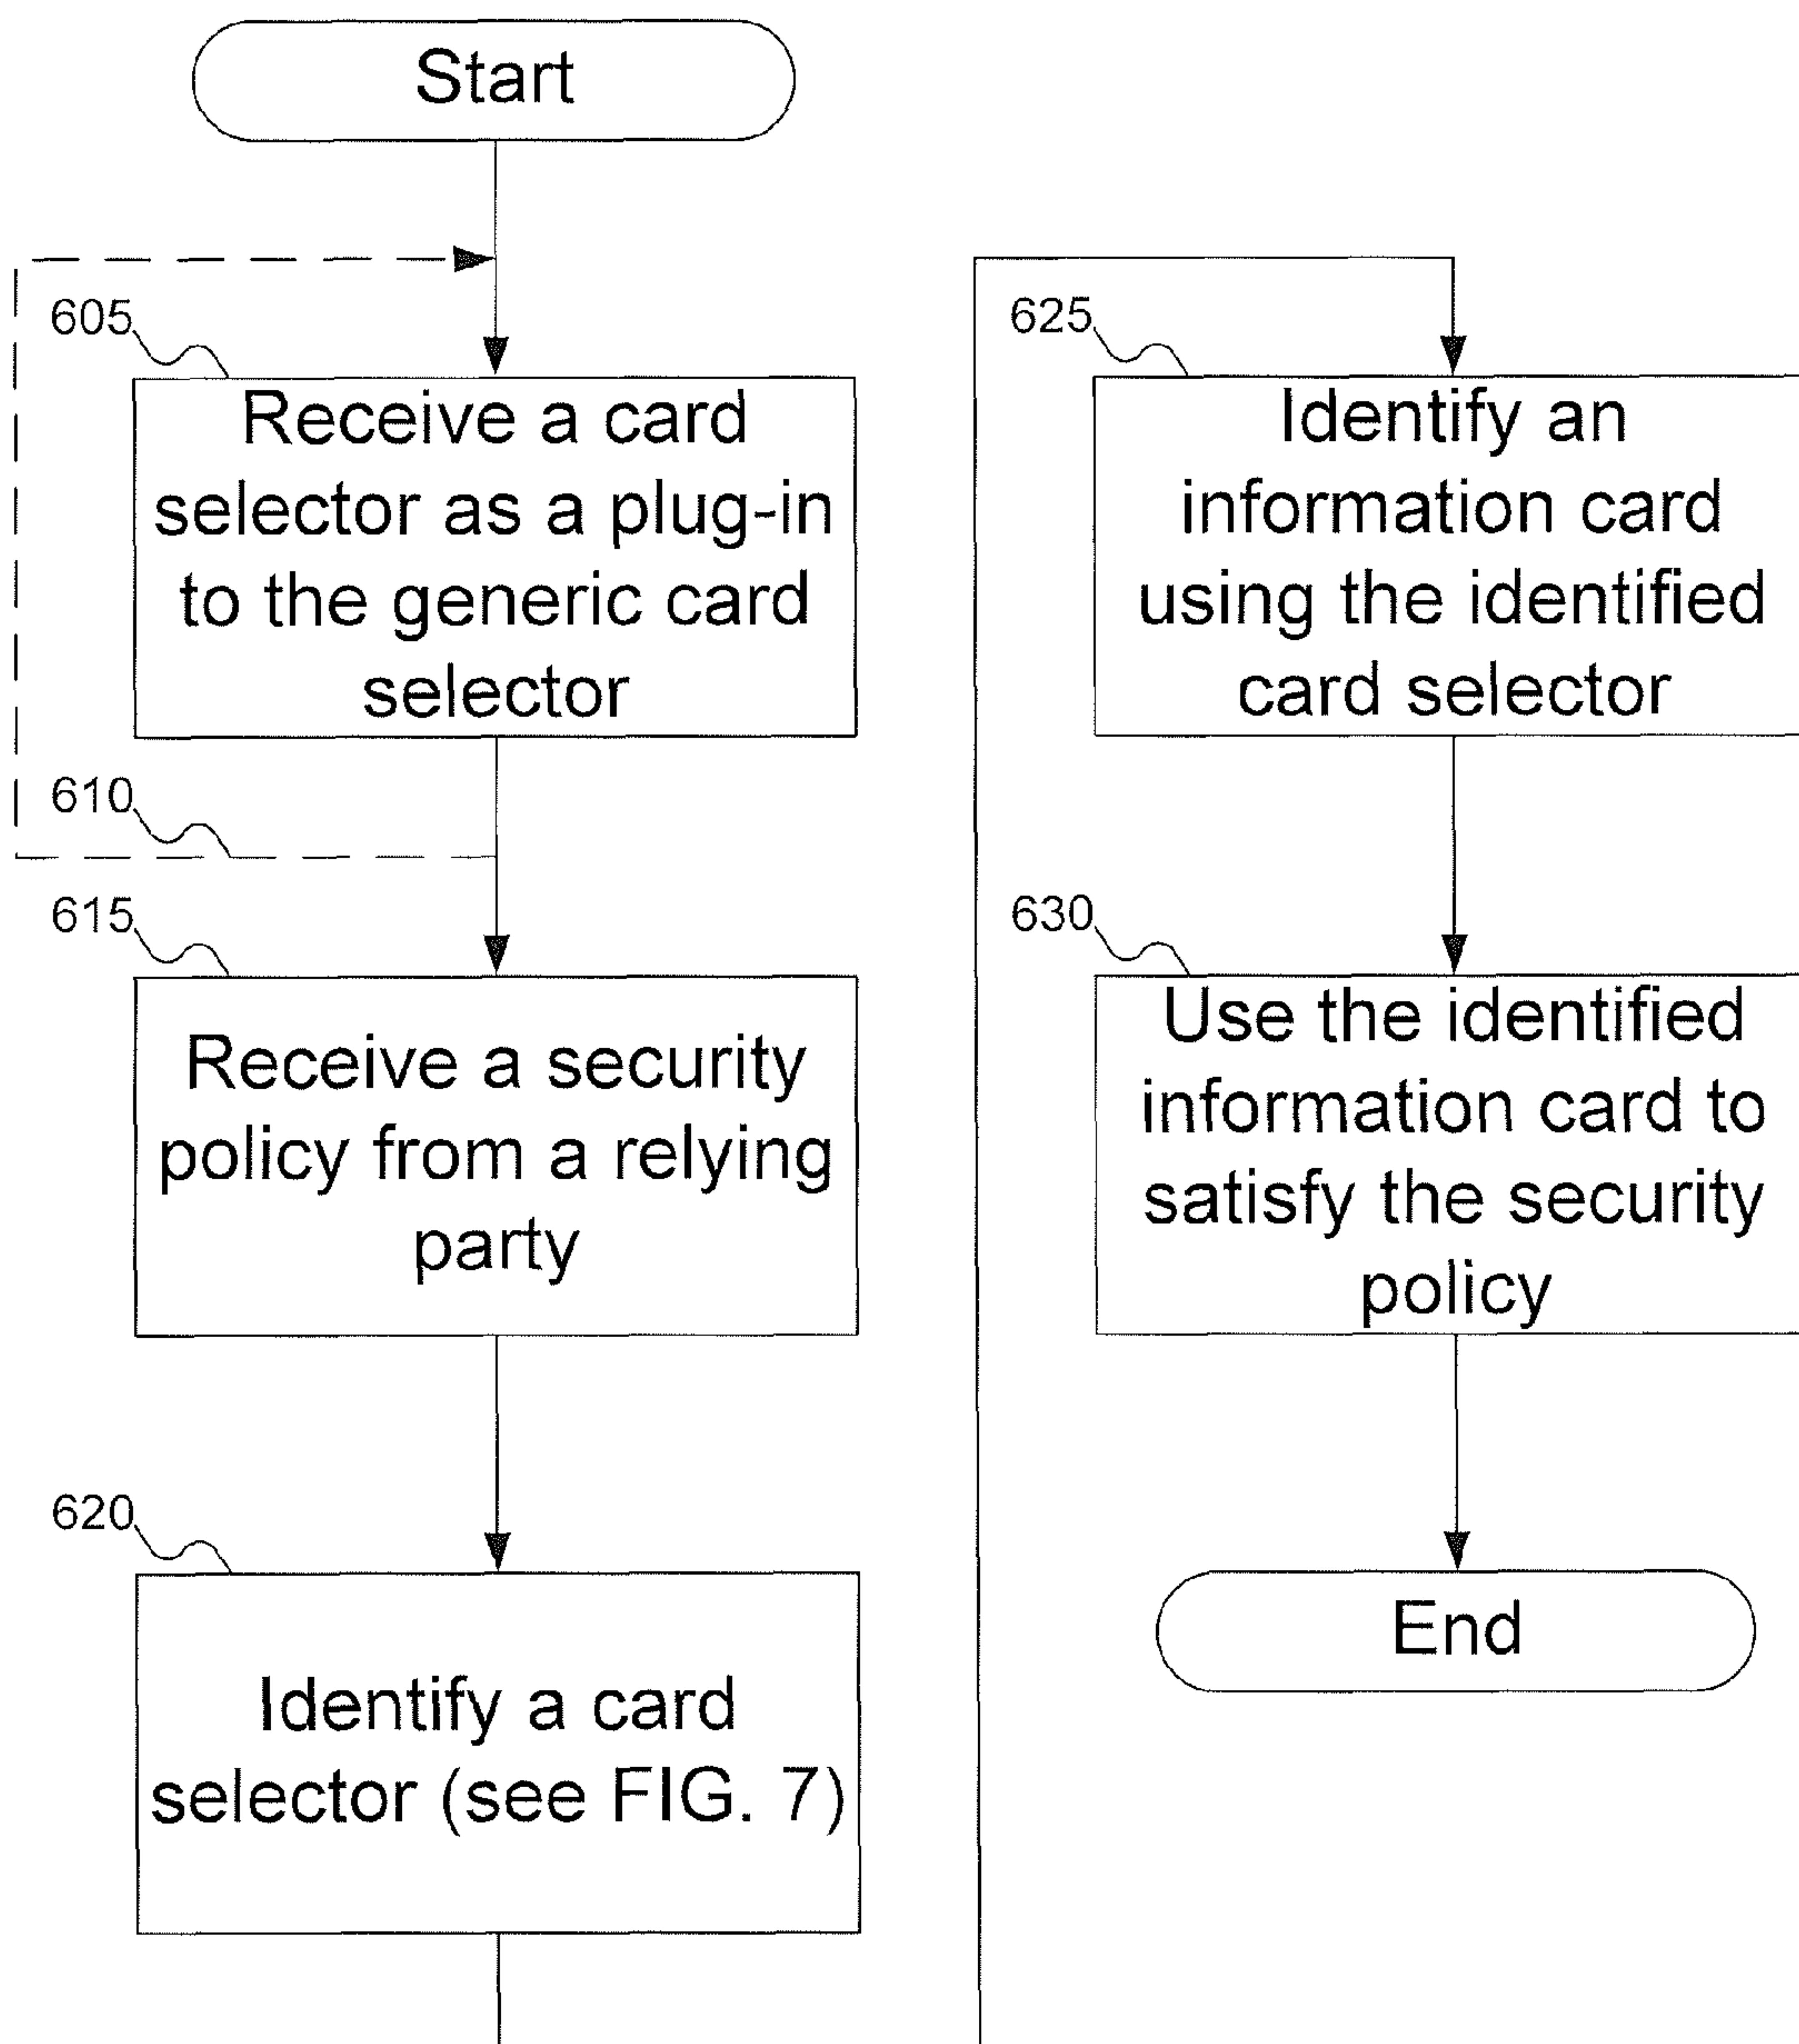 Start
605
Receive a card
selector as a plug-in
to the generic card
selector
610
615
Receive a security
policy from a relying
party
620
Identify a card
selector (see FIG. 7)
625
Identify an
information card
using the identified
card selector
630
Use the identified
information card to
satisfy the security
policy
End